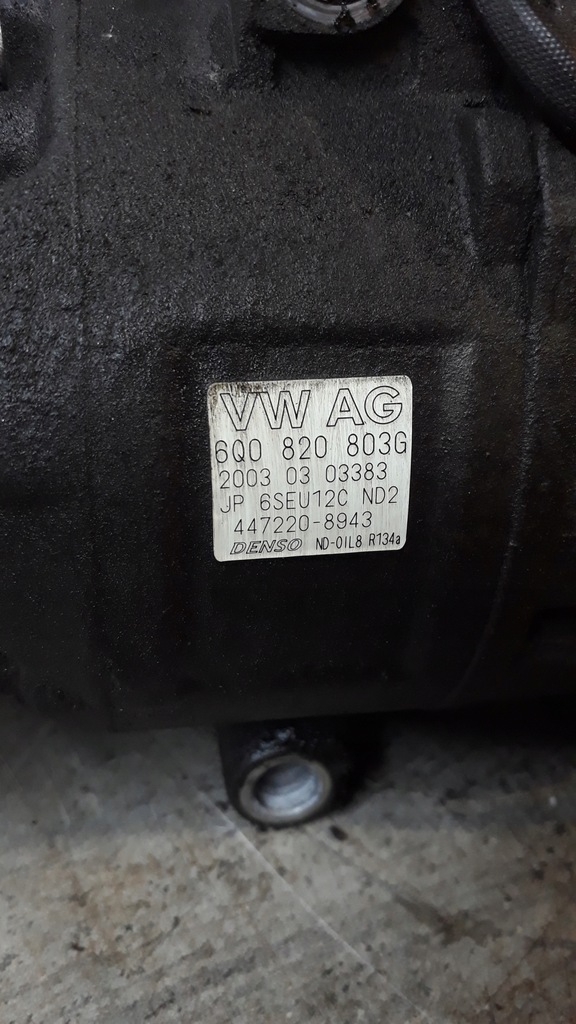 VW AG
6Q0 820 803G
2003 03 03383
JP 6SEU12C ND2
447220-8943
DENSO ND-OIL8 R134a